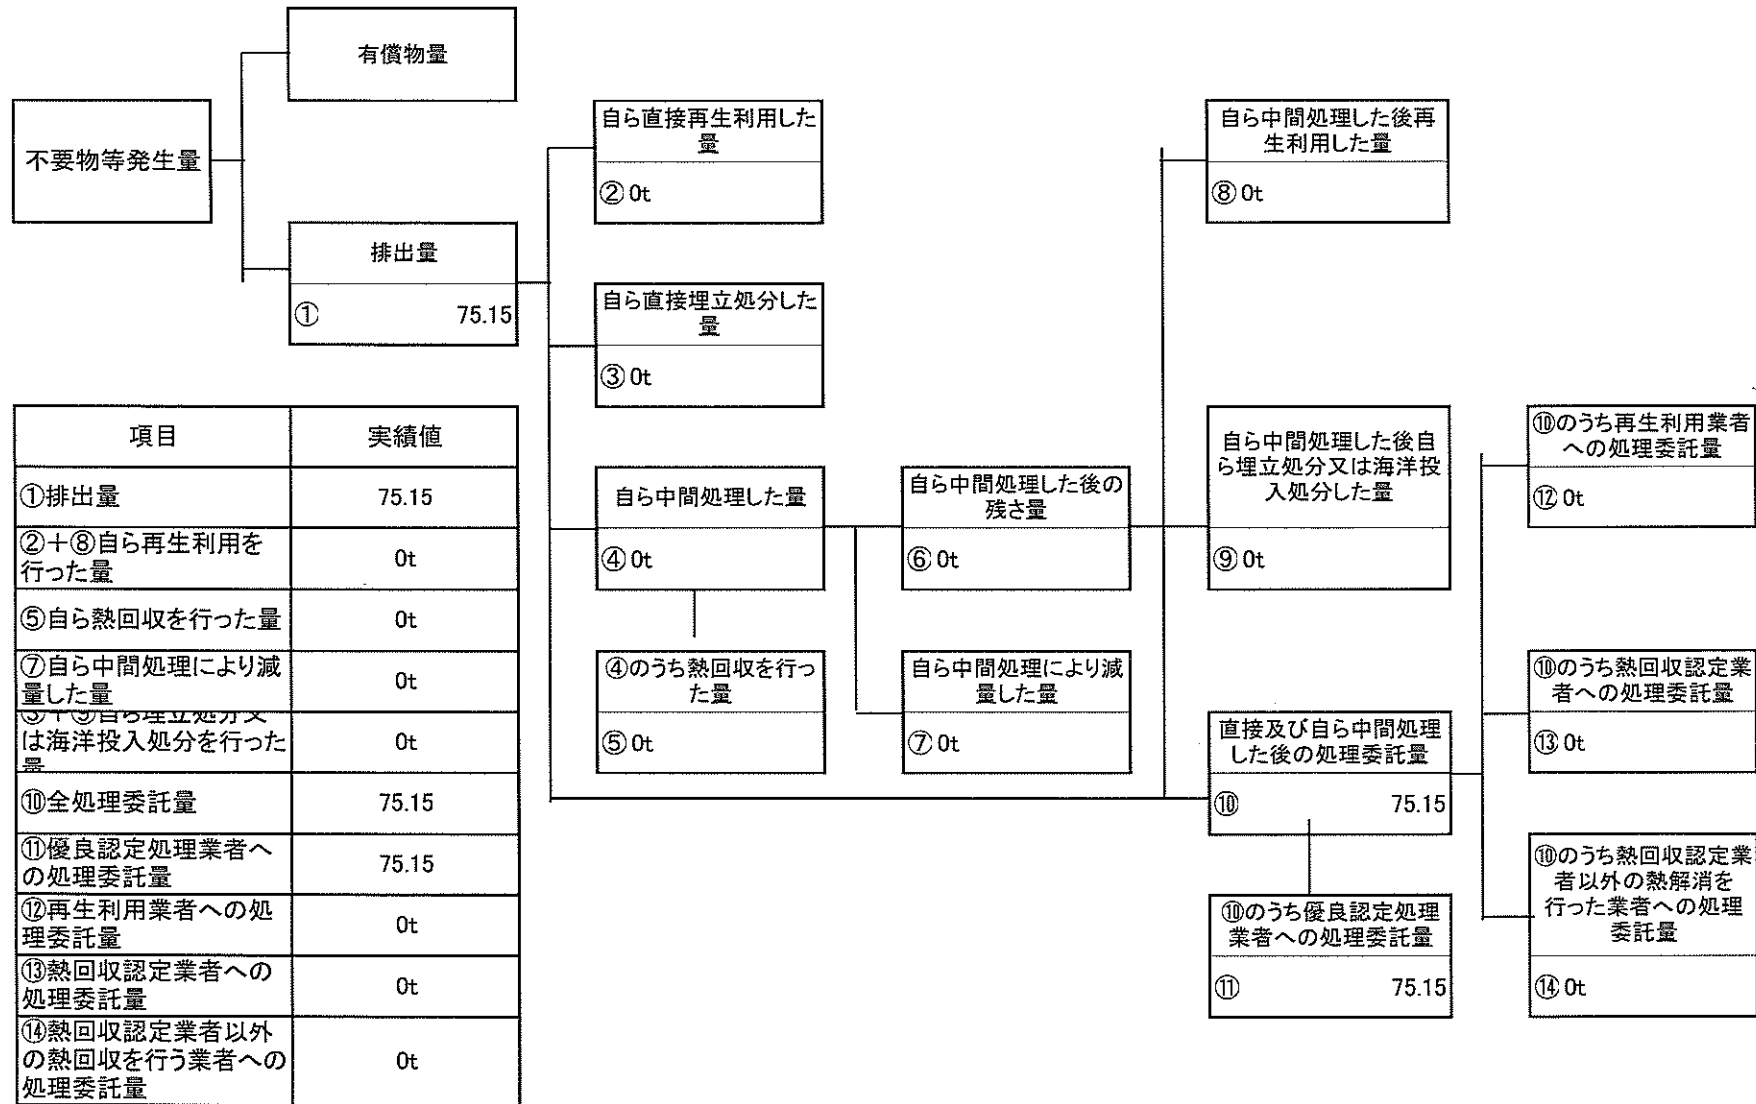 有償物量
不要物等発生量
排出量
① 75.15
自ら直接再生利用した
量
② 0t
自ら直接埋立処分した
量
③ 0t
自ら中間処理した量
④ 0t
④のうち熱回収を行っ
た量
⑤ 0t
自ら中間処理した後の
残さ量
⑥ 0t
自ら中間処理により減
量した量
⑦ 0t
自ら中間処理した後再
生利用した量
⑧ 0t
自ら中間処理した後自
ら埋立処分又は海洋投
入処分した量
⑨ 0t
直接及び自ら中間処理
した後の処理委託量
⑩ 75.15
⑩のうち優良認定処理
業者への処理委託量
⑪ 75.15
⑩のうち再生利用業者
への処理委託量
⑫ 0t
⑩のうち熱回収認定業
者への処理委託量
⑬ 0t
⑩のうち熱回収認定業
者以外の熱解消を
行った業者への処理
委託量
⑭ 0t
項目 実績値
①排出量 75.15
②+⑧自ら再生利用を
行った量 0t
⑤自ら熱回収を行った量 0t
⑦自ら中間処理により減
量した量 0t
③+⑨自ら埋立処分又
は海洋投入処分を行った
量 0t
⑩全処理委託量 75.15
⑪優良認定処理業者へ
の処理委託量 75.15
⑫再生利用業者への処
理委託量 0t
⑬熱回収認定業者への
処理委託量 0t
⑭熱回収認定業者以外
の熱回収を行う業者への
処理委託量 0t